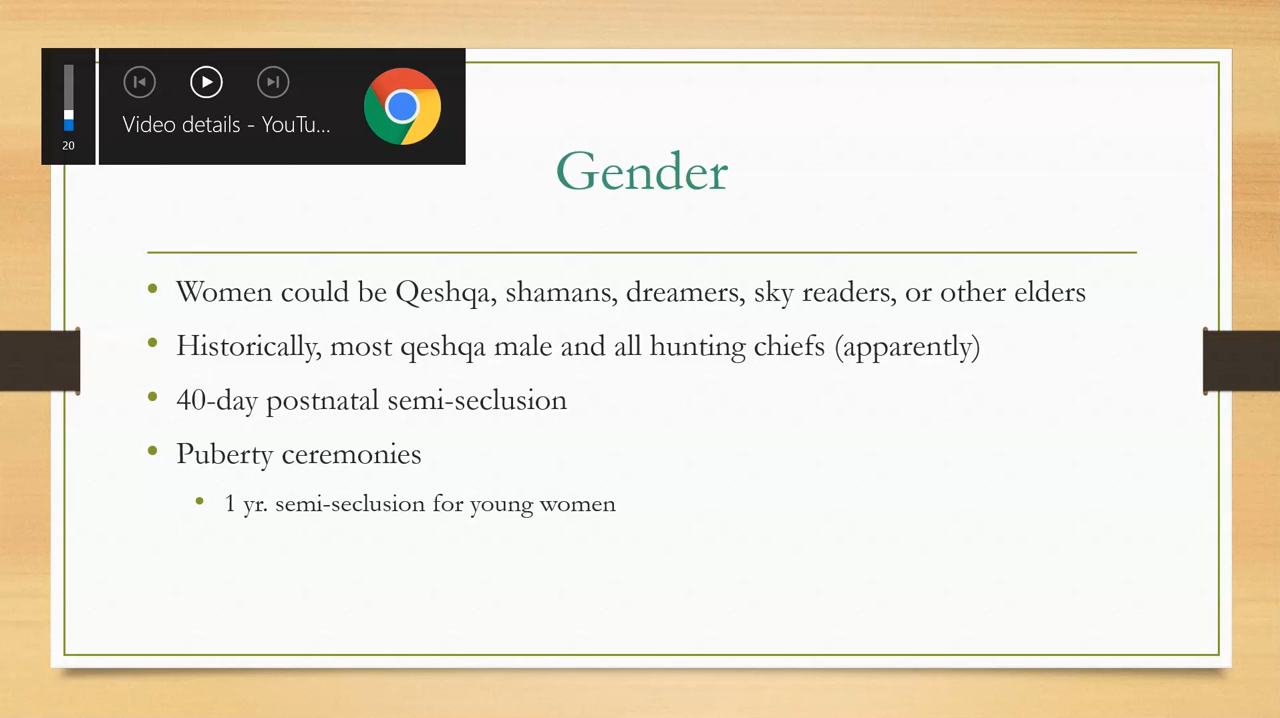 20
Video details - YouTu...
Gender
• Women could be Qeshqa, shamans, dreamers, sky readers, or other elders
• Historically, most qeshqa male and all hunting chiefs (apparently)
• 40-day postnatal semi-seclusion
• Puberty ceremonies
• 1 yr. semi-seclusion for young women